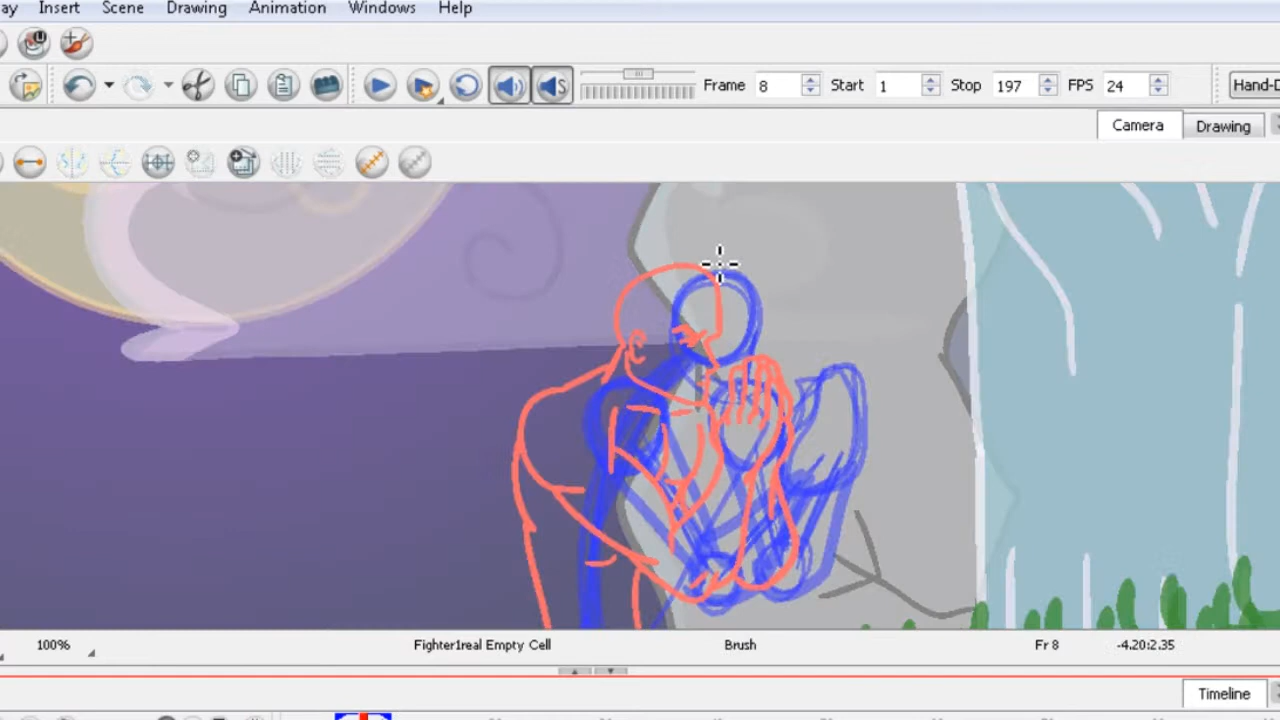 ay Insert Scene Drawing Animation Windows Help
Frame 8 Start 1 Stop 197 FPS 24 Hand-D
Camera Drawing
100% Fighter1real Empty Cell Brush Fr 8 -4.20:2.35
Timeline